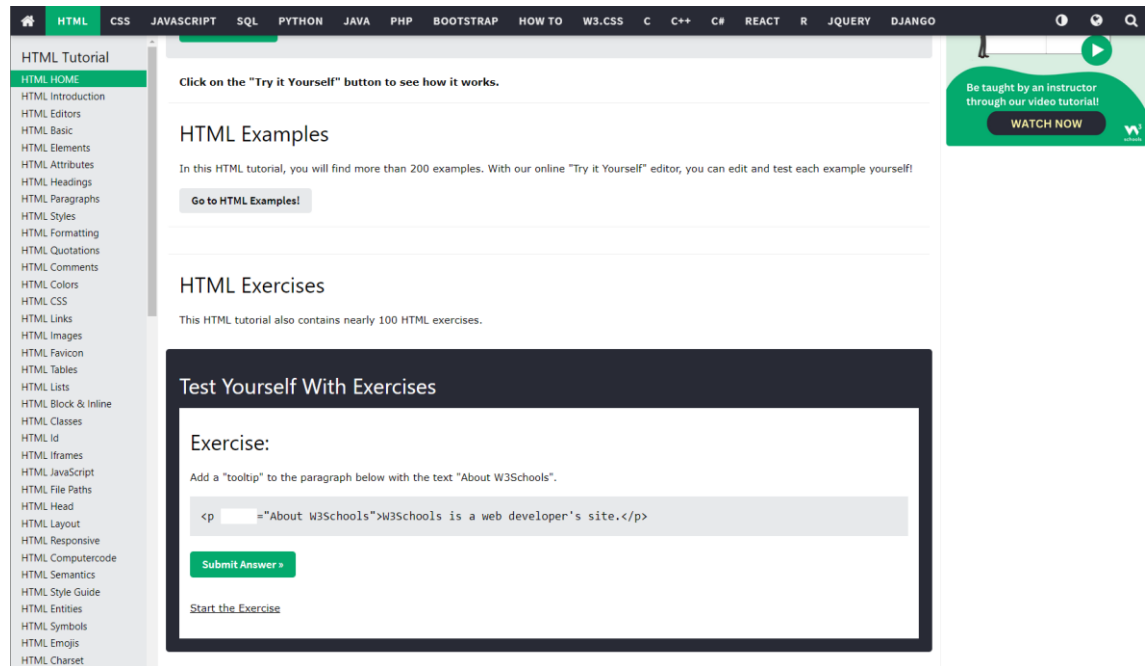 HTML CSS JAVASCRIPT SQL PYTHON JAVA PHP BOOTSTRAP HOW TO W3.CSS C C++ C# REACT R JQUERY DJANGO
HTML Tutorial
HTML HOME
HTML Introduction
HTML Editors
HTML Basic
HTML Elements
HTML Attributes
HTML Headings
HTML Paragraphs
HTML Styles
HTML Formatting
HTML Quotations
HTML Comments
HTML Colors
HTML CSS
HTML Links
HTML Images
HTML Favicon
HTML Tables
HTML Lists
HTML Block & Inline
HTML Classes
HTML Id
HTML Iframes
HTML JavaScript
HTML File Paths
HTML Head
HTML Layout
HTML Responsive
HTML Computercode
HTML Semantics
HTML Style Guide
HTML Entities
HTML Symbols
HTML Emojis
HTML Charset
Click on the "Try it Yourself" button to see how it works.
HTML Examples
In this HTML tutorial, you will find more than 200 examples. With our online "Try it Yourself" editor, you can edit and test each example yourself!
Go to HTML Examples!
HTML Exercises
This HTML tutorial also contains nearly 100 HTML exercises.
Test Yourself With Exercises
Exercise:
Add a "tooltip" to the paragraph below with the text "About W3Schools".
<p ="About W3Schools">W3Schools is a web developer's site.</p>
Submit Answer »
Start the Exercise
Be taught by an instructor
through our video tutorial!
WATCH NOW
w3
schools